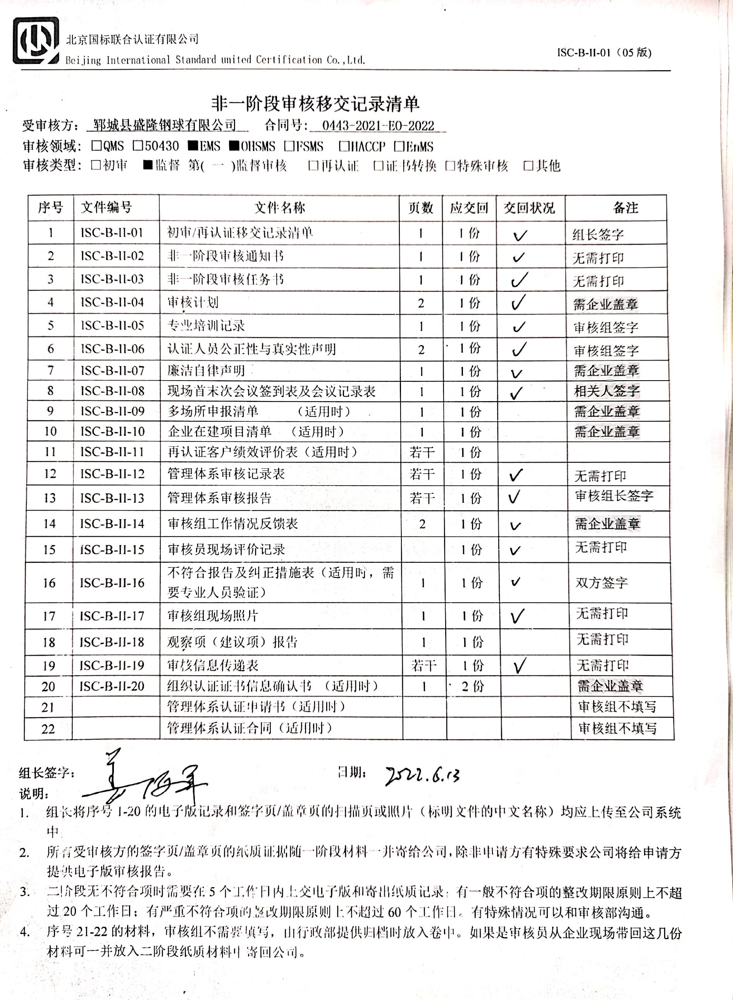 北京国标联合认证有限公司
Beijing International Standard united Certification Co.,Ltd.
ISC-B-II-01（05 版)
非一阶段审核移交记录清单
受审核方： 郓城县盛隆钢球有限公司 合同号: 0443-2021-EO-2022
审核领域：□QMS □50430 ■EMS ■OHSMS □FSMS □HACCP □EnMS
审核类型：□初审 ■监督 第( 一 )监督审核 □再认证 □证书转换 □特殊审核 □其他
序号 文件编号 文件名称 页数 应交回 交回状况 备注
1 ISC-B-II-01 初审/再认证移交记录清单 1 1 份 ✓ 组长签字
2 ISC-B-II-02 非一阶段审核通知书 1 1 份 ✓ 无需打印
3 ISC-B-II-03 非一阶段审核任务书 1 1 份 ✓ 无需打印
4 ISC-B-II-04 审核计划 2 1 份 ✓ 需企业盖章
5 ISC-B-II-05 专业培训记录 1 1 份 ✓ 审核组签字
6 ISC-B-II-06 认证人员公正性与真实性声明 2 1 份 ✓ 审核组签字
7 ISC-B-II-07 廉洁自律声明 1 1 份 ✓ 需企业盖章
8 ISC-B-II-08 现场首末次会议签到表及会议记录表 1 1 份 ✓ 相关人签字
9 ISC-B-II-09 多场所申报清单 （适用时） 1 1 份 需企业盖章
10 ISC-B-II-10 企业在建项目清单 （适用时） 1 1 份 需企业盖章
11 ISC-B-II-11 再认证客户绩效评价表（适用时） 若干 1 份
12 ISC-B-II-12 管理体系审核记录表 若干 1 份 ✓ 无需打印
13 ISC-B-II-13 管理体系审核报告 若干 1 份 ✓ 审核组长签字
14 ISC-B-II-14 审核组工作情况反馈表 2 1 份 ✓ 需企业盖章
15 ISC-B-II-15 审核员现场评价记录 1 份 ✓ 无需打印
16 ISC-B-II-16 不符合报告及纠正措施表（适用时，需 1 1 份 ✓ 双方签字
要专业人员验证）
17 ISC-B-II-17 审核组现场照片 1 1 份 ✓ 无需打印
18 ISC-B-II-18 观察项（建议项）报告 1 1 份 无需打印
19 ISC-B-II-19 审核信息传递表 若干 1 份 ✓ 无需打印
20 ISC-B-II-20 组织认证证书信息确认书 （适用时） 1 2 份 需企业盖章
21 管理体系认证申请书（适用时） 审核组不填写
22 管理体系认证合同（适用时） 审核组不填写
组长签字： 日期： 2022.6.13
说明：
1. 组长将序号 1-20 的电子版记录和签字页/盖章页的扫描页或照片（标明文件的中文名称）均应上传至公司系统
中
2. 所有受审核方的签字页/盖章页的纸质证据随一阶段材料一并寄给公司，除非申请方有特殊要求公司将给申请方
提供电子版审核报告。
3. 二阶段无不符合项时需要在 5 个工作日内上交电子版和寄出纸质记录；有一般不符合项的整改期限原则上不超
过 20 个工作日；有严重不符合项的整改期限原则上不超过 60 个工作日。有特殊情况可以和审核部沟通。
4. 序号 21-22 的材料，审核组不需要填写，由行政部提供归档时放入卷中。如果是审核员从企业现场带回这几份
材料可一并放入二阶段纸质材料中寄回公司。